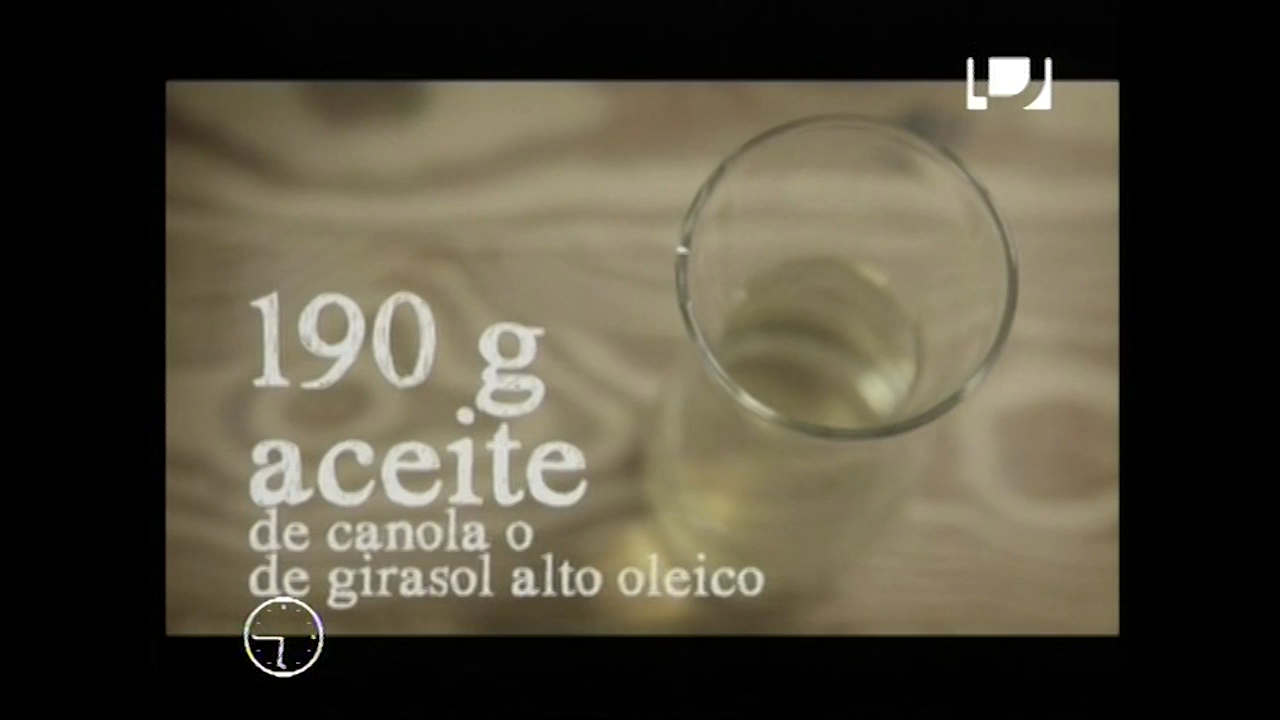 190 g
aceite
de canola o
de girasol alto oleico